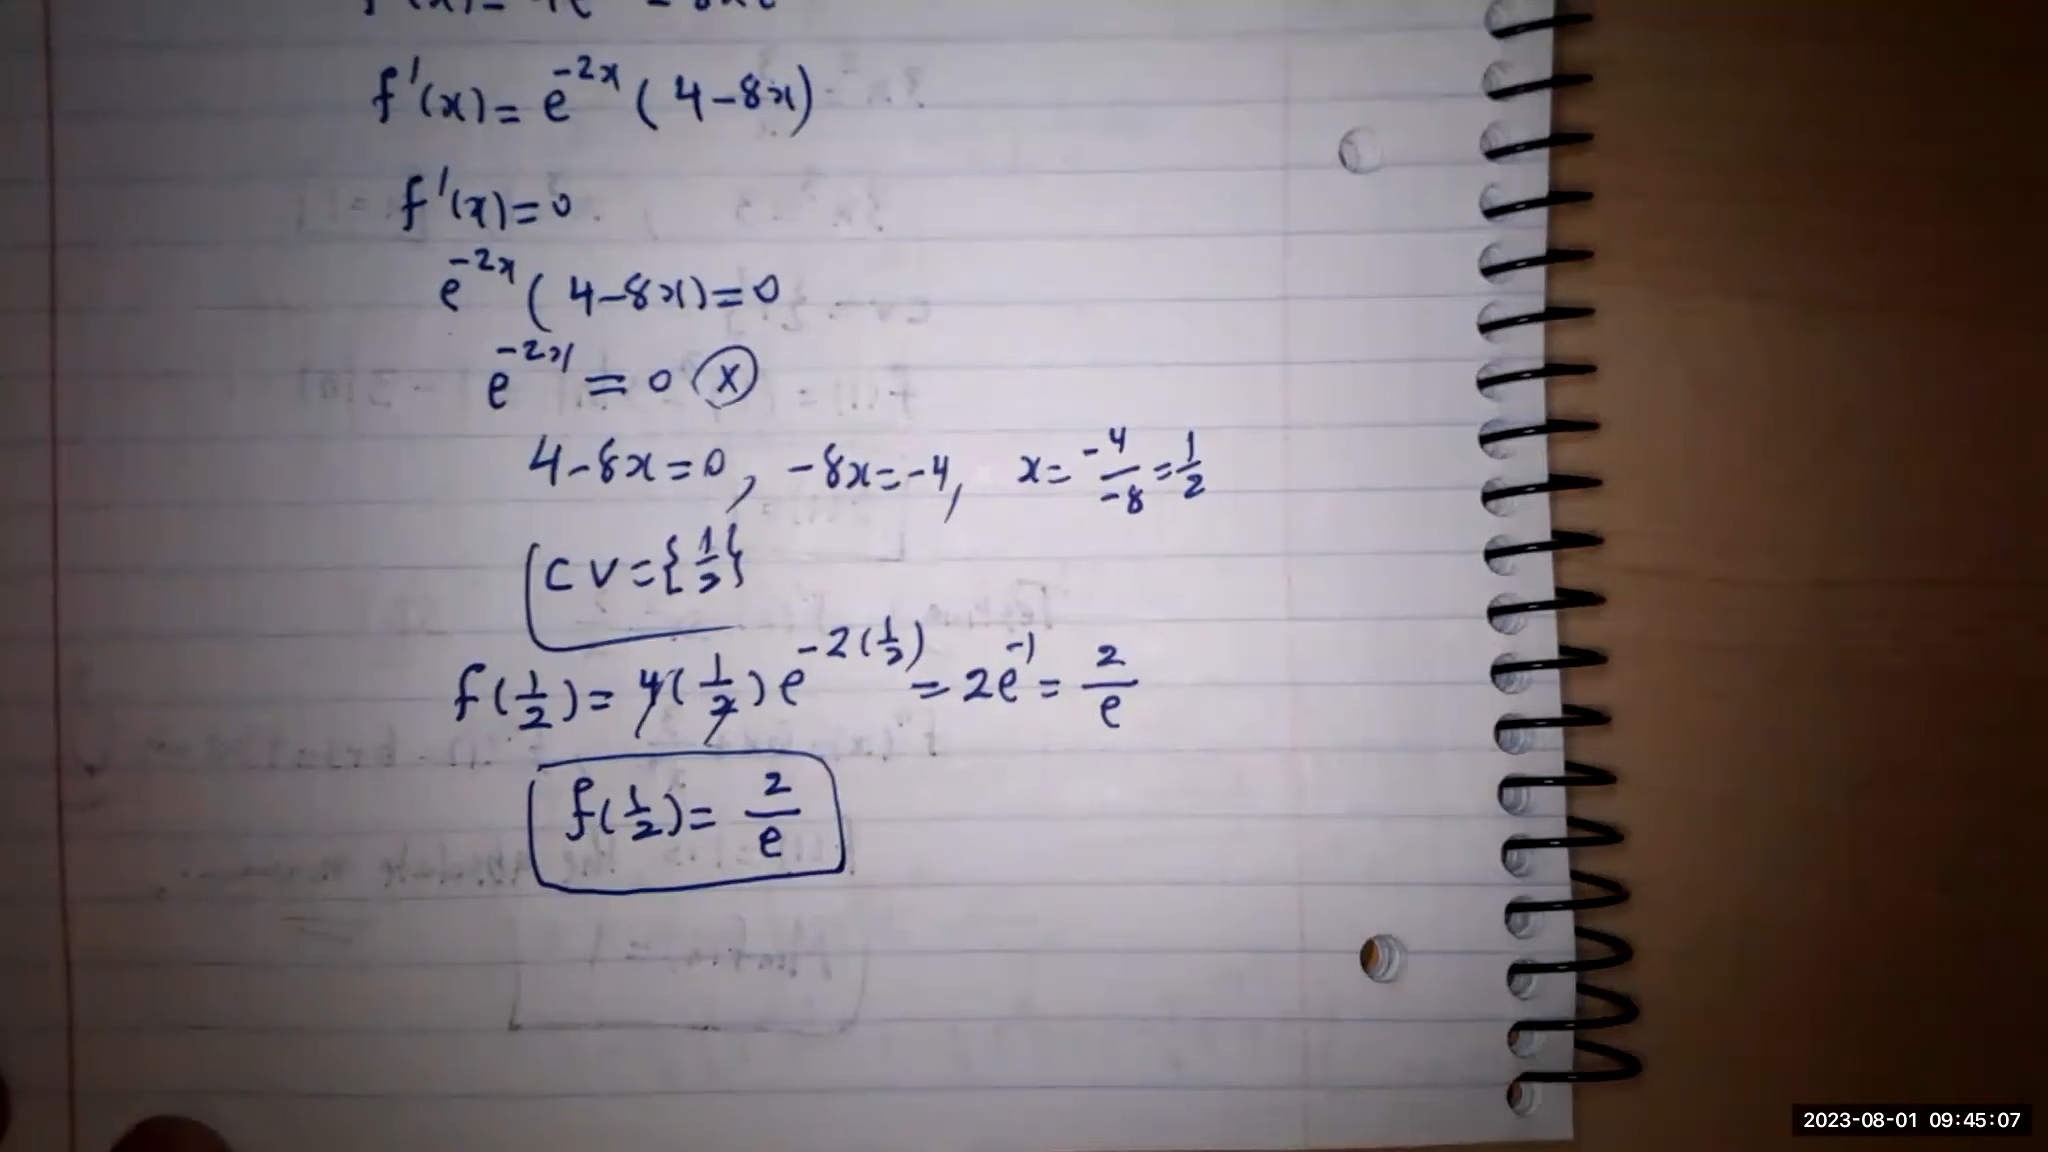 f'(x) = e^{-2x} (4-8x)
f'(x) = 0
e^{-2x} (4-8x) = 0
e^{-2x} = 0 ⓧ
4-8x = 0, -8x = -4, x = -4/-8 = 1/2
CV = {1/2}
f(1/2) = 4(1/2) e^{-2(1/2)} = 2e^{-1} = 2/e
f(1/2) = 2/e
2023-08-01 09:45:07